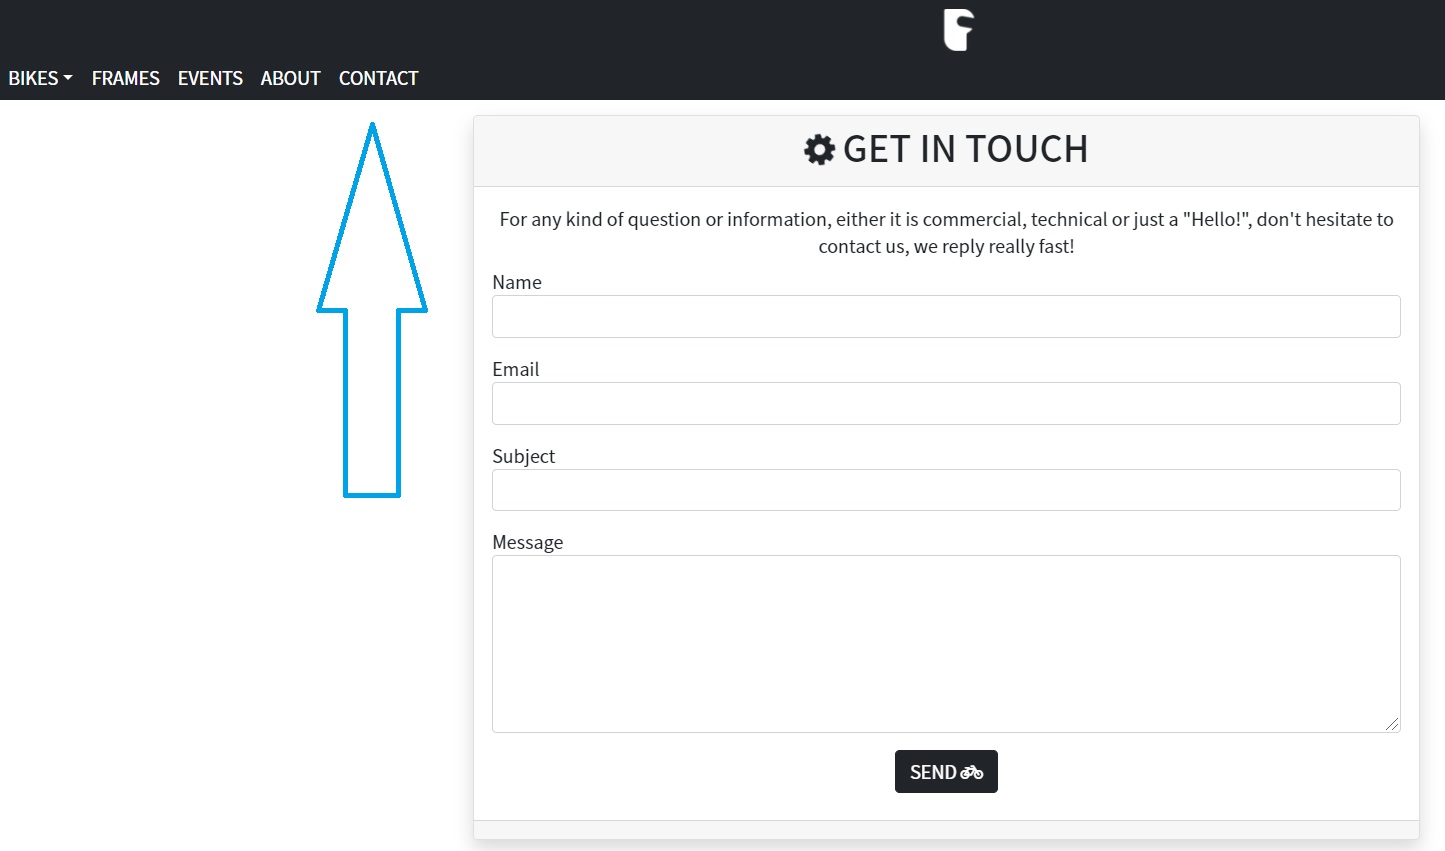 BIKES FRAMES EVENTS ABOUT CONTACT
GET IN TOUCH
For any kind of question or information, either it is commercial, technical or just a "Hello!", don't hesitate to
contact us, we reply really fast!
Name
Email
Subject
Message
SEND